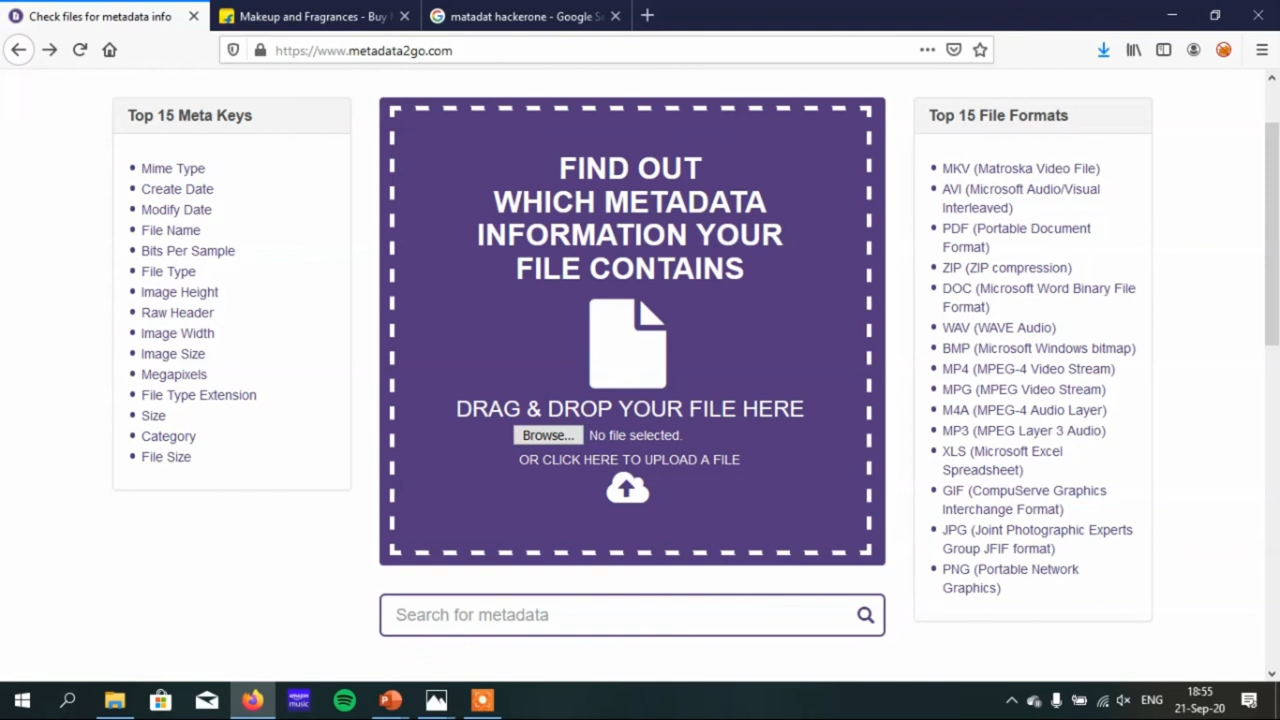 Check files for metadata info
Makeup and Fragrances - Buy
matadat hackerone - Google Se
https://www.metadata2go.com
Top 15 Meta Keys
Mime Type
Create Date
Modify Date
File Name
Bits Per Sample
File Type
Image Height
Raw Header
Image Width
Image Size
Megapixels
File Type Extension
Size
Category
File Size
FIND OUT
WHICH METADATA
INFORMATION YOUR
FILE CONTAINS
DRAG & DROP YOUR FILE HERE
Browse... No file selected.
OR CLICK HERE TO UPLOAD A FILE
Search for metadata
Top 15 File Formats
MKV (Matroska Video File)
AVI (Microsoft Audio/Visual
Interleaved)
PDF (Portable Document
Format)
ZIP (ZIP compression)
DOC (Microsoft Word Binary File
Format)
WAV (WAVE Audio)
BMP (Microsoft Windows bitmap)
MP4 (MPEG-4 Video Stream)
MPG (MPEG Video Stream)
M4A (MPEG-4 Audio Layer)
MP3 (MPEG Layer 3 Audio)
XLS (Microsoft Excel
Spreadsheet)
GIF (CompuServe Graphics
Interchange Format)
JPG (Joint Photographic Experts
Group JFIF format)
PNG (Portable Network
Graphics)
amazon
music
ENG
18:55
21-Sep-20